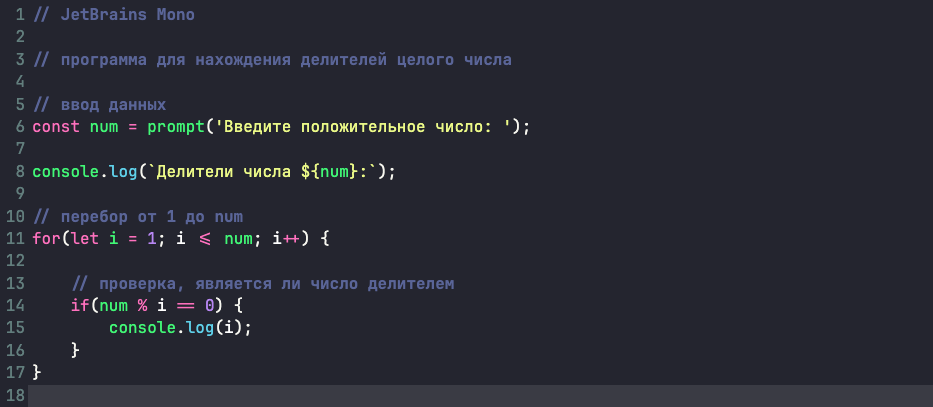 1 // JetBrains Mono
2
3 // программа для нахождения делителей целого числа
4
5 // ввод данных
6 const num = prompt('Введите положительное число: ');
7
8 console.log(`Делители числа ${num}:`);
9
10 // перебор от 1 до num
11 for(let i = 1; i <= num; i++) {
12
13     // проверка, является ли число делителем
14     if(num % i == 0) {
15         console.log(i);
16     }
17 }
18